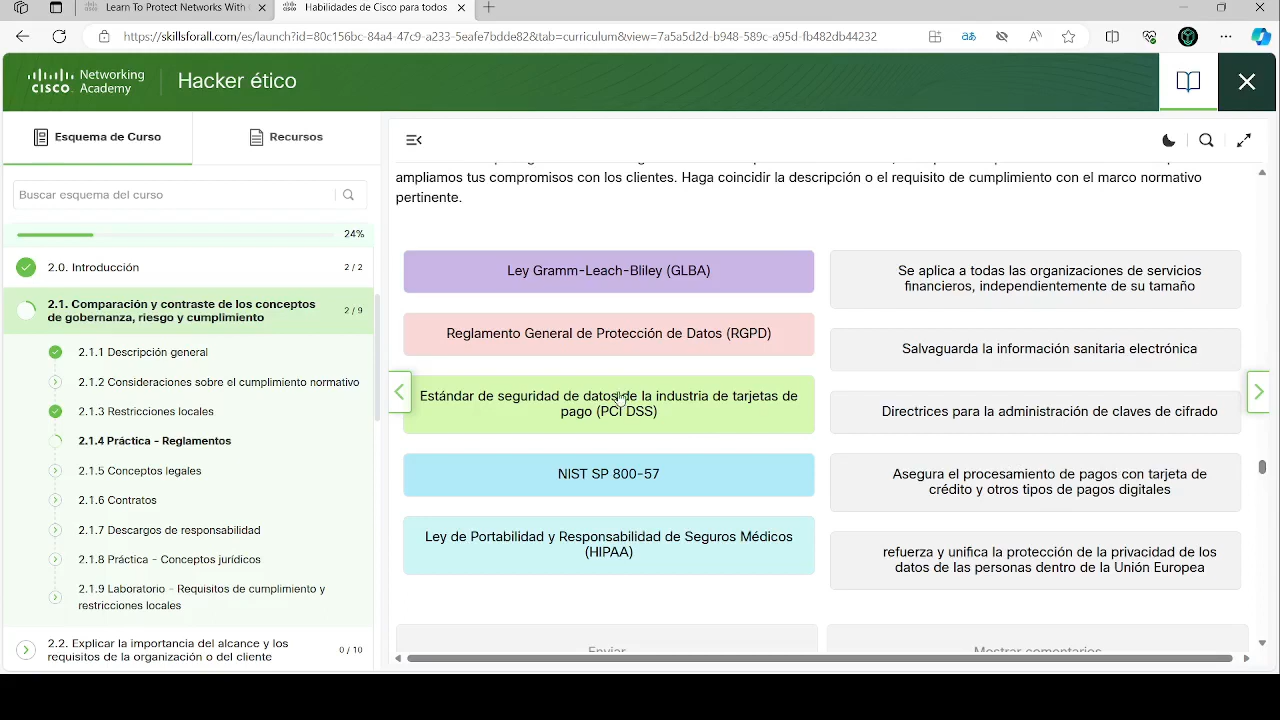 Learn To Protect Networks With
Habilidades de Cisco para todos
https://skillsforall.com/es/launch?id=80c156bc-84a4-47c9-a233-5eafe7bdde82&tab=curriculum&view=7a5a5d2d-b948-589c-a95d-fb482db44232
CISCO Networking Academy
Hacker ético
Esquema de Curso
Recursos
Buscar esquema del curso
24%
2.0. Introducción 2 / 2
2.1. Comparación y contraste de los conceptos
de gobernanza, riesgo y cumplimiento 2 / 9
2.1.1 Descripción general
2.1.2 Consideraciones sobre el cumplimiento normativo
2.1.3 Restricciones locales
2.1.4 Práctica - Reglamentos
2.1.5 Conceptos legales
2.1.6 Contratos
2.1.7 Descargos de responsabilidad
2.1.8 Práctica - Conceptos jurídicos
2.1.9 Laboratorio - Requisitos de cumplimiento y
restricciones locales
2.2. Explicar la importancia del alcance y los
requisitos de la organización o del cliente 0 / 10
ampliamos tus compromisos con los clientes. Haga coincidir la descripción o el requisito de cumplimiento con el marco normativo
pertinente.
Ley Gramm-Leach-Bliley (GLBA)
Reglamento General de Protección de Datos (RGPD)
Estándar de seguridad de datos de la industria de tarjetas de
pago (PCI DSS)
NIST SP 800-57
Ley de Portabilidad y Responsabilidad de Seguros Médicos
(HIPAA)
Se aplica a todas las organizaciones de servicios
financieros, independientemente de su tamaño
Salvaguarda la información sanitaria electrónica
Directrices para la administración de claves de cifrado
Asegura el procesamiento de pagos con tarjeta de
crédito y otros tipos de pagos digitales
refuerza y unifica la protección de la privacidad de los
datos de las personas dentro de la Unión Europea
Enviar
Mostrar comentarios